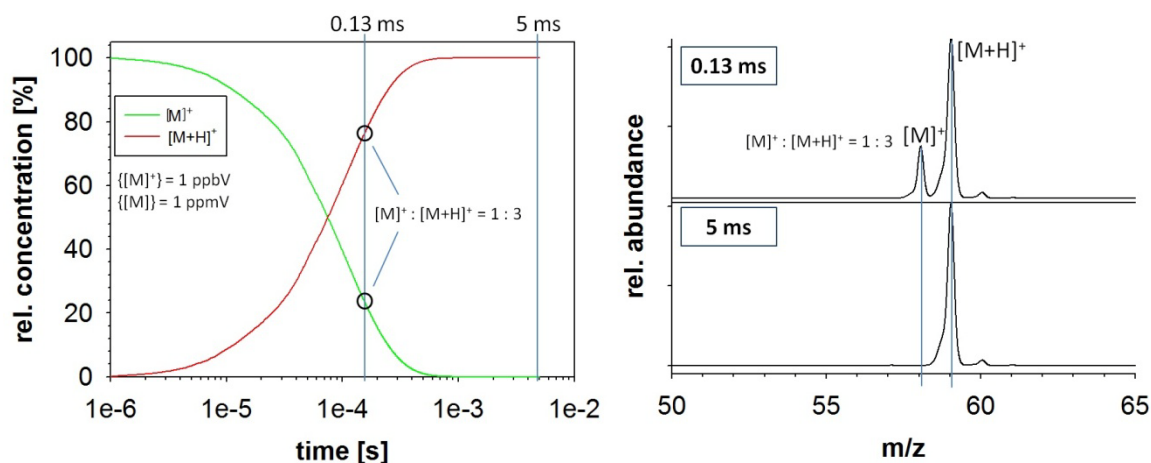 0.13 ms
5 ms
rel. concentration [%]
100
80
60
40
20
0
[M]⁺
[M+H]⁺
{[M]⁺} = 1 ppbV
{[M]} = 1 ppmV
[M]⁺ : [M+H]⁺ = 1 : 3
1e-6
1e-5
1e-4
1e-3
1e-2
time [s]
rel. abundance
0.13 ms
[M+H]⁺
[M]⁺ : [M+H]⁺ = 1 : 3
[M]⁺
5 ms
50
55
60
65
m/z